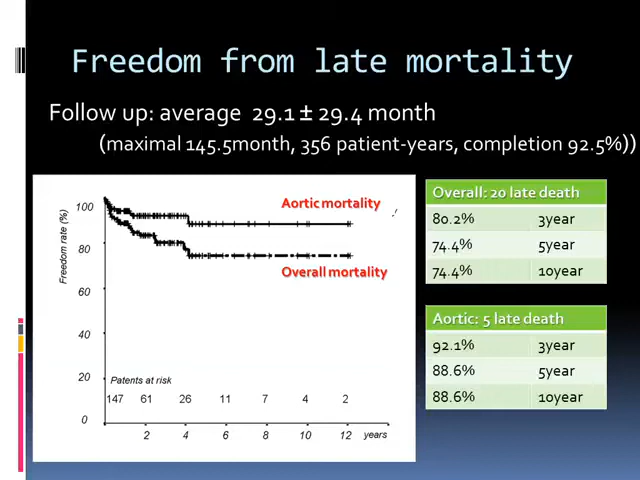 Freedom from late mortality
Follow up: average 29.1 ± 29.4 month
(maximal 145.5month, 356 patient-years, completion 92.5%))
Freedom rate (%)
100
80
60
40
20
0
Aortic mortality
Overall mortality
Patents at risk
147 61 26 11 7 4 2
2 4 6 8 10 12 years
Overall: 20 late death
80.2% 3year
74.4% 5year
74.4% 10year
Aortic: 5 late death
92.1% 3year
88.6% 5year
88.6% 10year